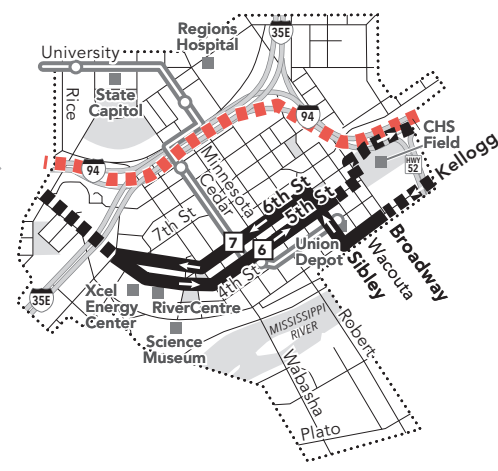 Regions
Hospital
35E
University
State
Capitol
Rice
94
CHS
Field
94
HWY
52
Kellogg
Minnesota
Cedar
6th St
5th St
7th St
7
6
4th St
Union
Depot
Sibley
Wacouta
Broadway
35E
Xcel
Energy
Center
RiverCentre
Science
Museum
MISSISSIPPI
RIVER
Robert
Wabasha
Plato